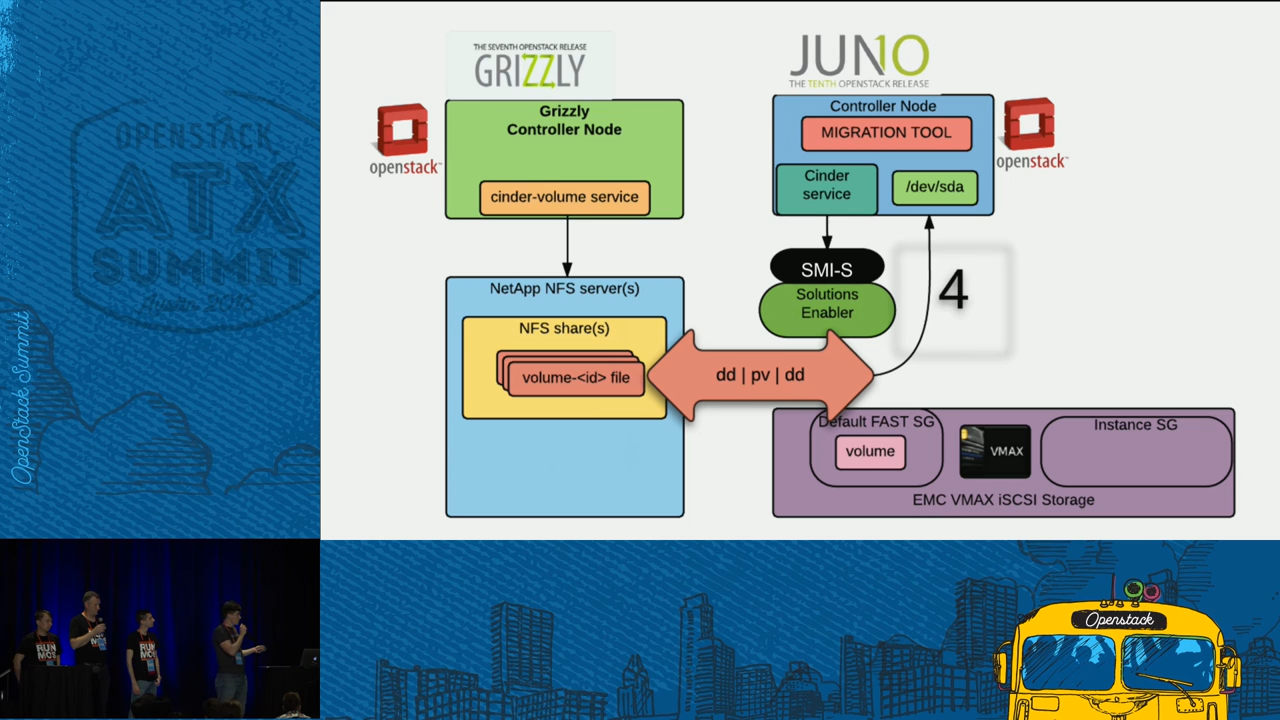 OPENSTACK
ATX
SUMMIT
OpenStack Summit
THE SEVENTH OPENSTACK RELEASE
GRIZZLY
openstack
Grizzly
Controller Node
cinder-volume service
NetApp NFS server(s)
NFS share(s)
volume-<id> file
JUNO
THE TENTH OPENSTACK RELEASE
Controller Node
MIGRATION TOOL
Cinder
service
/dev/sda
openstack
SMI-S
Solutions
Enabler
4
dd | pv | dd
Default FAST SG
volume
VMAX
Instance SG
EMC VMAX iSCSI Storage
RUN
MOS
RUN
MOS
Openstack